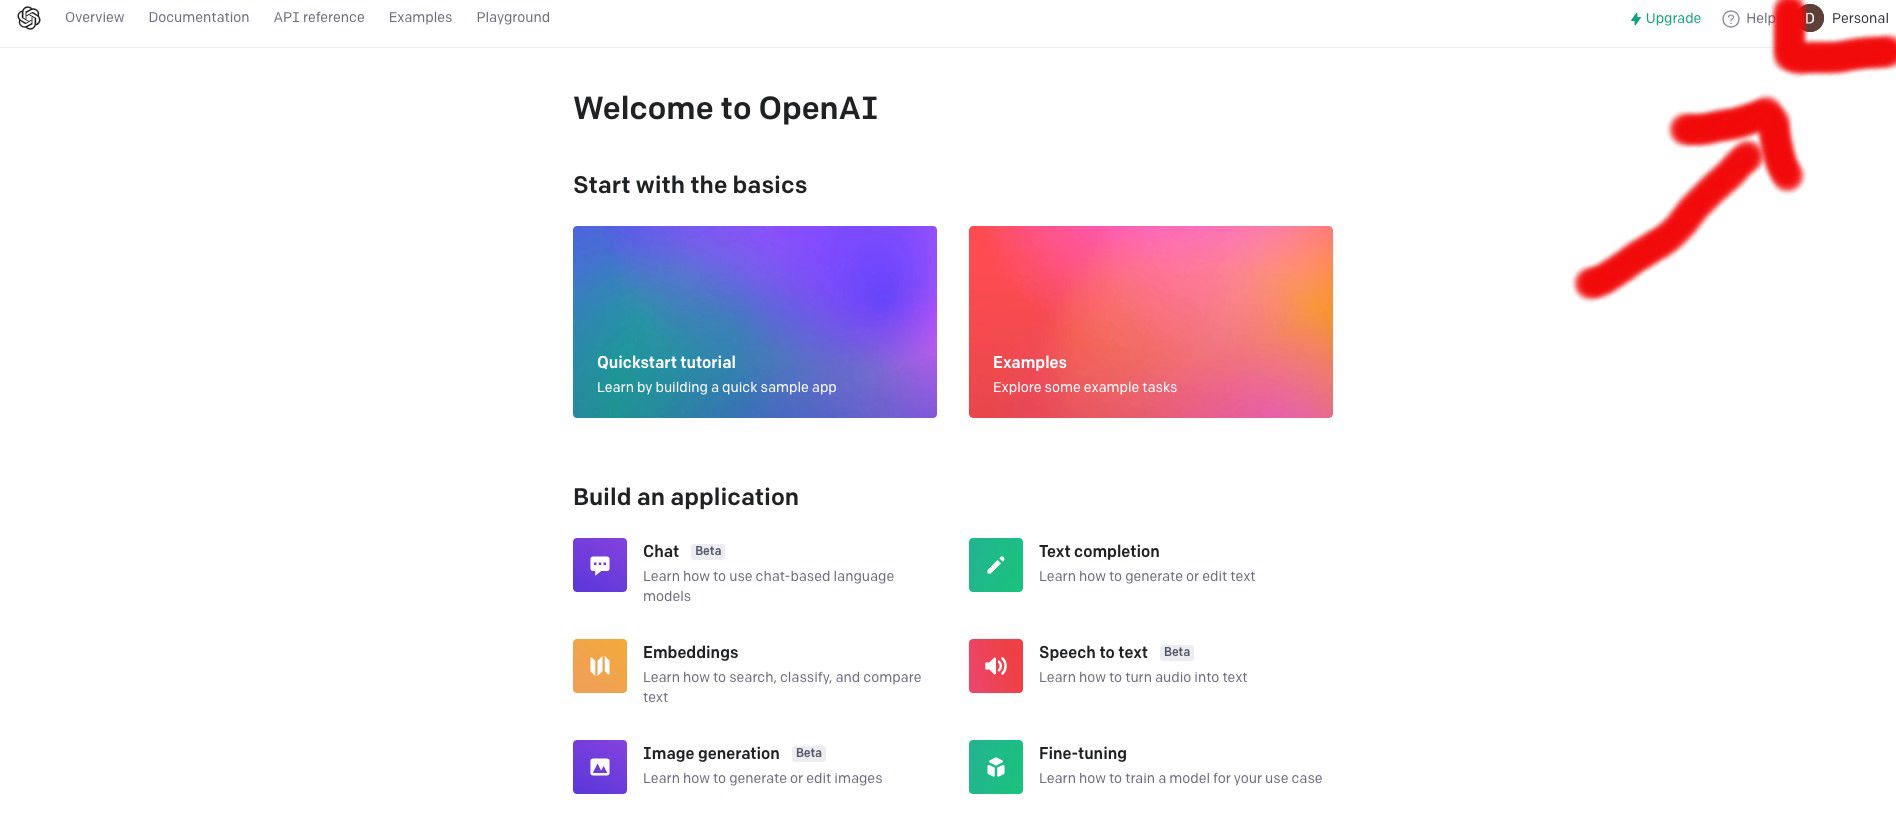 Overview Documentation API reference Examples Playground Upgrade ? Help D Personal
Welcome to OpenAI
Start with the basics
Quickstart tutorial
Learn by building a quick sample app
Examples
Explore some example tasks
Build an application
Chat Beta
Learn how to use chat-based language
models
Text completion
Learn how to generate or edit text
Embeddings
Learn how to search, classify, and compare
text
Speech to text Beta
Learn how to turn audio into text
Image generation Beta
Learn how to generate or edit images
Fine-tuning
Learn how to train a model for your use case